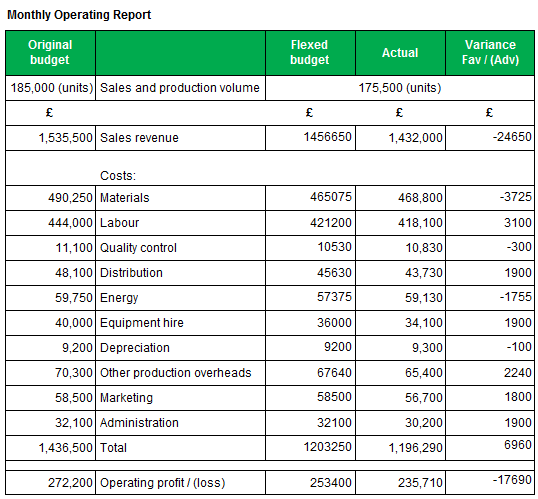 Monthly Operating Report
Original budget Flexed budget Actual Variance Fav / (Adv)
185,000 (units) Sales and production volume 175,500 (units)
£ £ £ £
1,535,500 Sales revenue 1456650 1,432,000 -24650
Costs:
490,250 Materials 465075 468,800 -3725
444,000 Labour 421200 418,100 3100
11,100 Quality control 10530 10,830 -300
48,100 Distribution 45630 43,730 1900
59,750 Energy 57375 59,130 -1755
40,000 Equipment hire 36000 34,100 1900
9,200 Depreciation 9200 9,300 -100
70,300 Other production overheads 67640 65,400 2240
58,500 Marketing 58500 56,700 1800
32,100 Administration 32100 30,200 1900
1,436,500 Total 1203250 1,196,290 6960
272,200 Operating profit / (loss) 253400 235,710 -17690